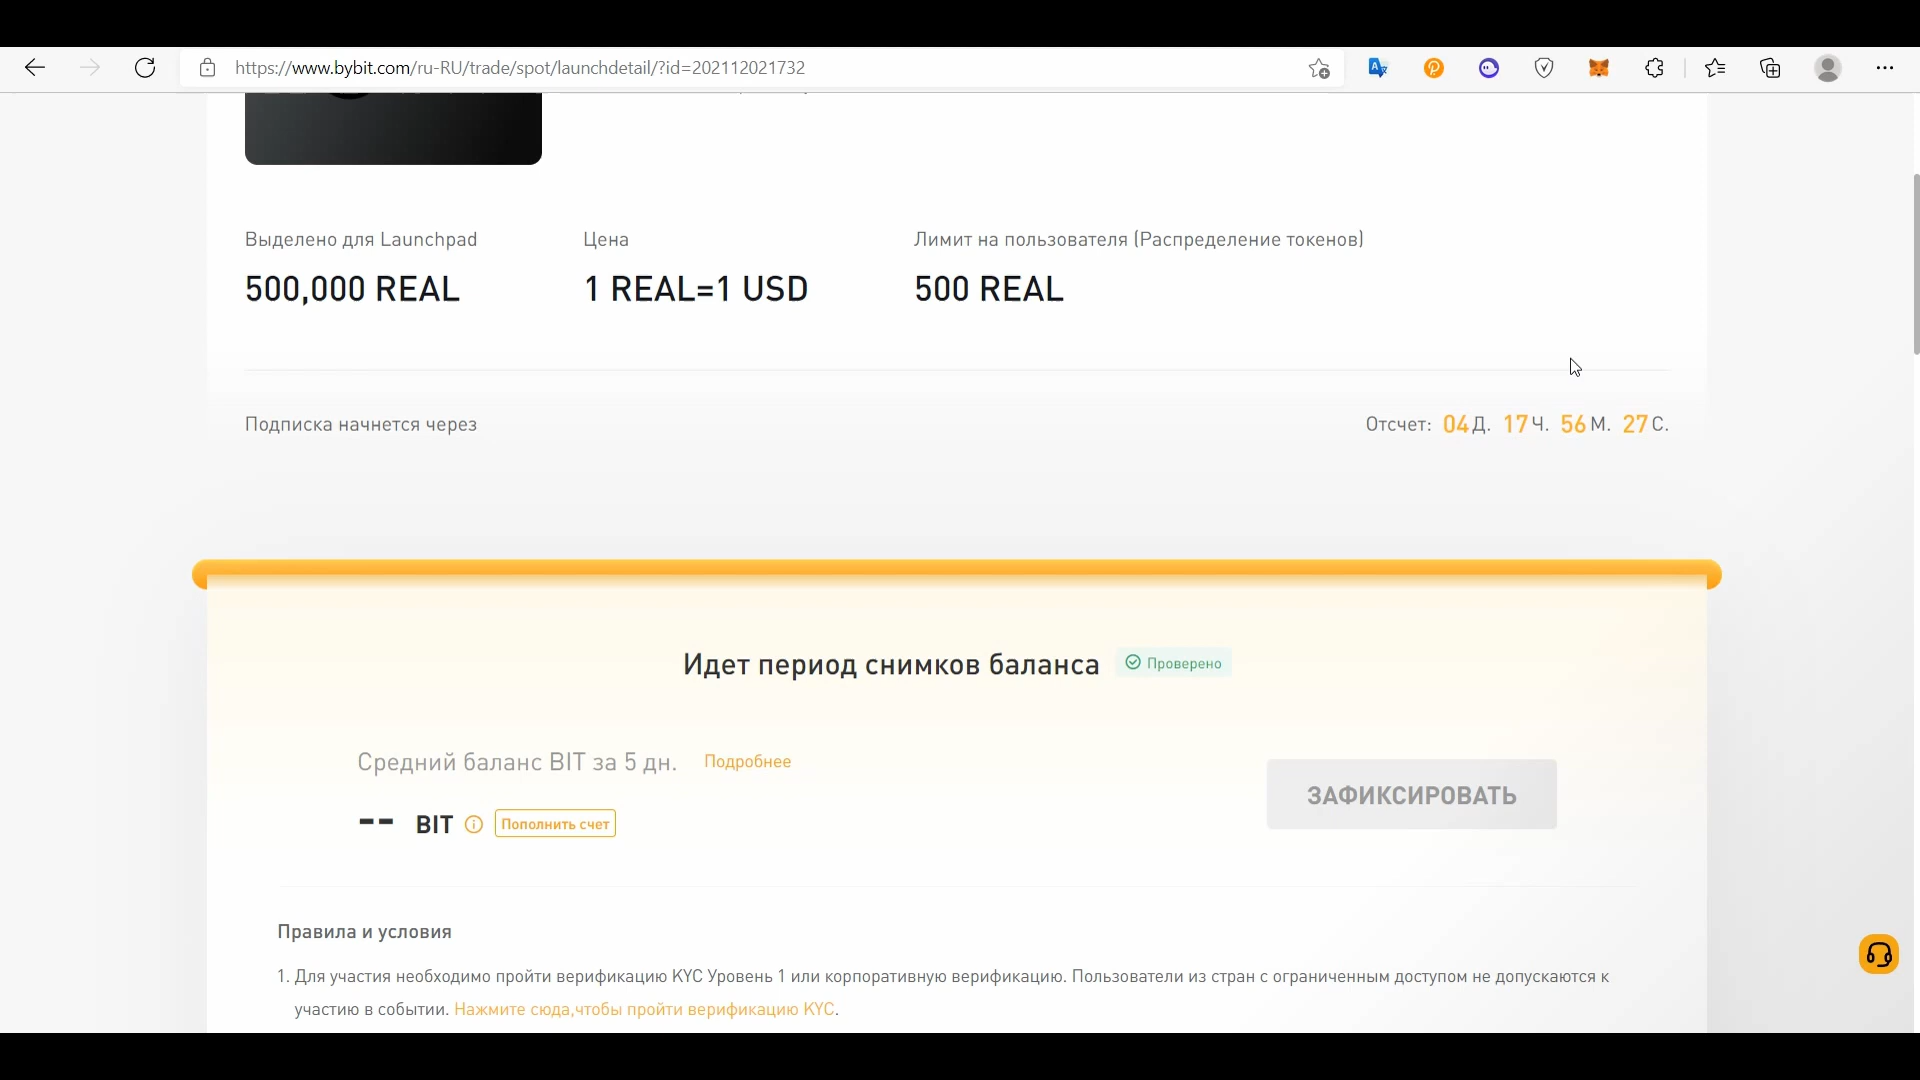 https://www.bybit.com/ru-RU/trade/spot/launchdetail/?id=202112021732
Выделено для Launchpad
Цена
Лимит на пользователя (Распределение токенов)
500,000 REAL
1 REAL=1 USD
500 REAL
Подписка начнется через
Отсчет: 04Д. 17Ч. 56М. 27С.
Идет период снимков баланса
Проверено
Средний баланс BIT за 5 дн. Подробнее
-- BIT Пополнить счет
ЗАФИКСИРОВАТЬ
Правила и условия
1. Для участия необходимо пройти верификацию KYC Уровень 1 или корпоративную верификацию. Пользователи из стран с ограниченным доступом не допускаются к
участию в событии. Нажмите сюда,чтобы пройти верификацию KYC.